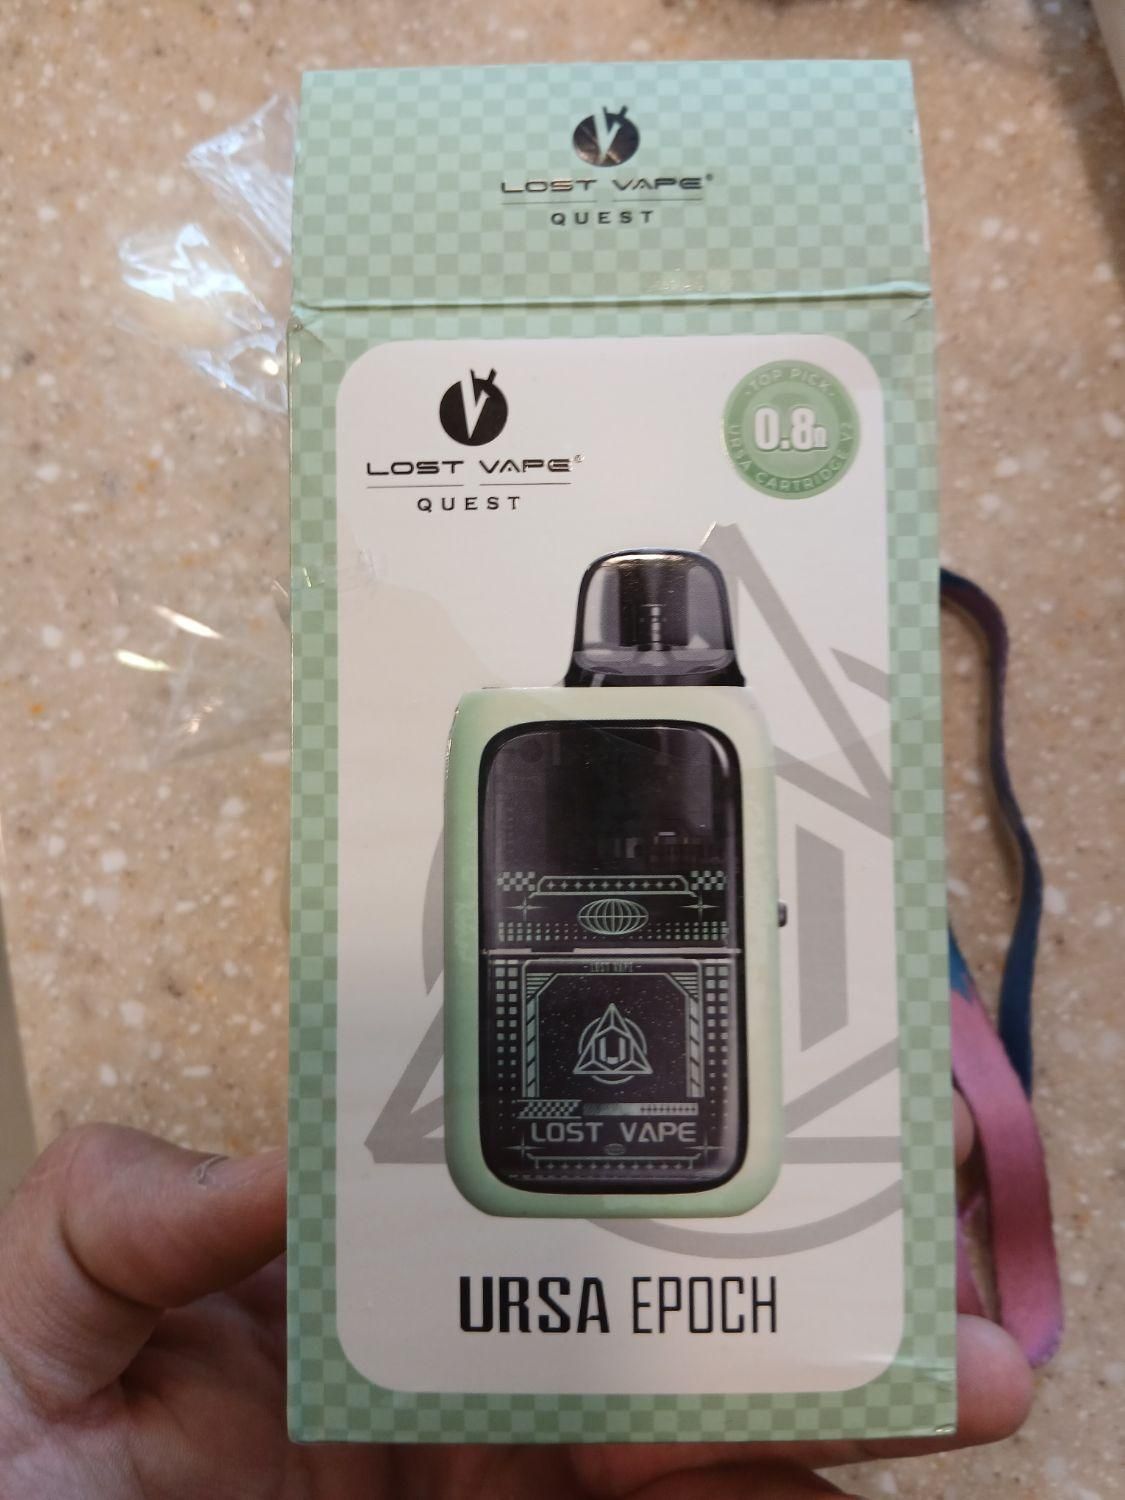 LOST VAPE®
QUEST
LOST VAPE®
QUEST
·TOP PICK·
0.8Ω
URSA CARTRIDGE V2
LOST VAPE
U
LOST VAPE
URSA EPOCH